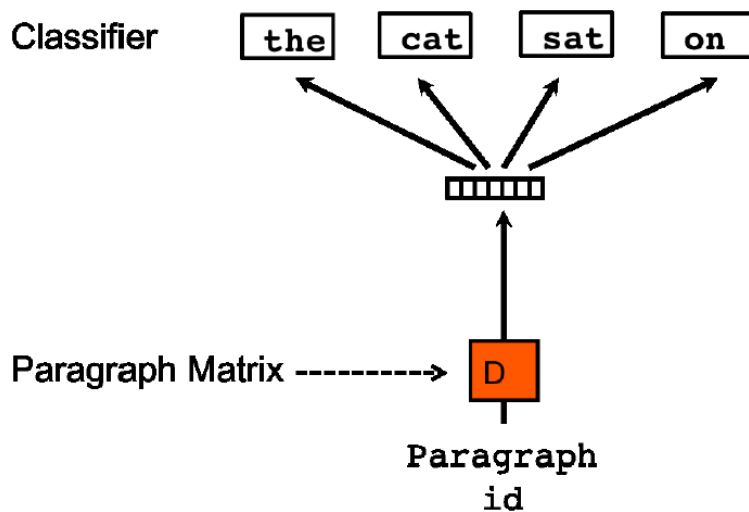 Classifier the cat sat on
Paragraph Matrix D
Paragraph
id